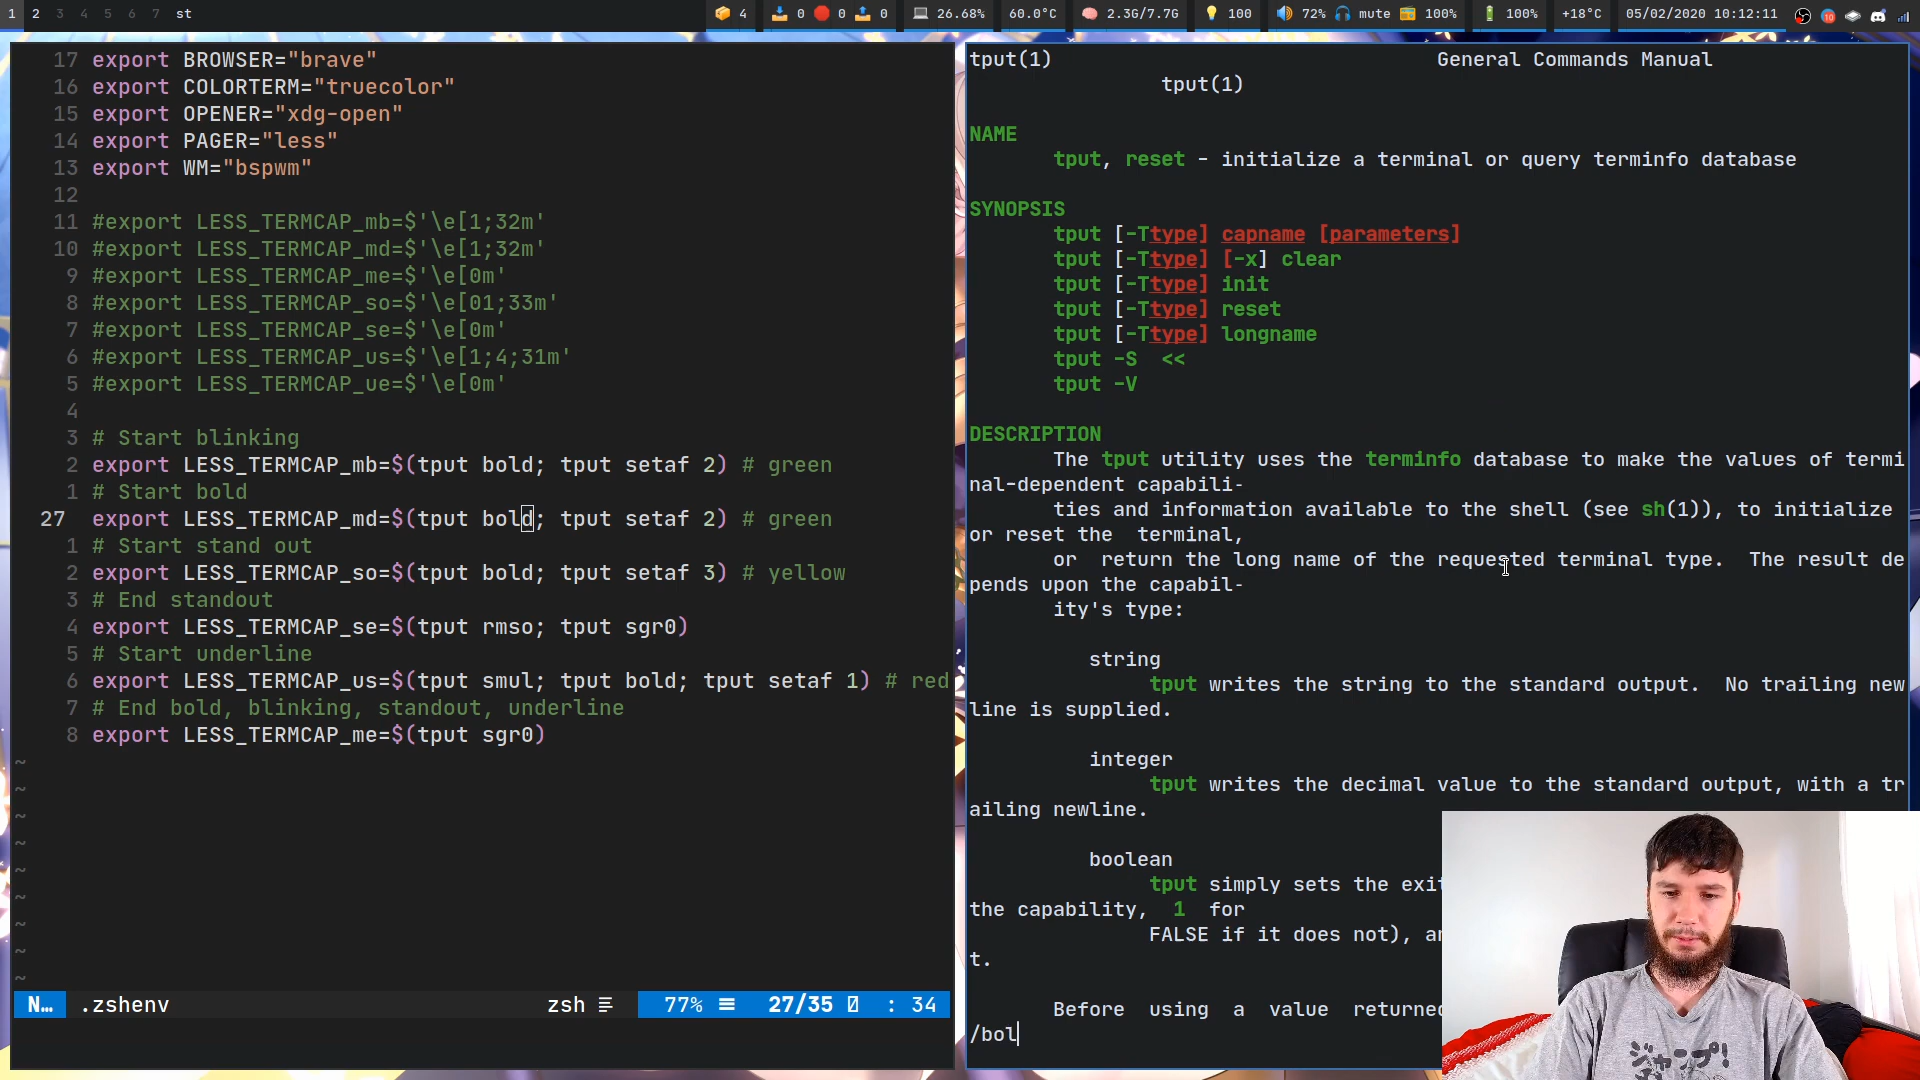 1 2 3 4 5 6 7 st
4 0 0 0 26.68% 60.0°C 2.3G/7.7G 100 72% mute 100% 100% +18°C 05/02/2020 10:12:11
17 export BROWSER="brave"
16 export COLORTERM="truecolor"
15 export OPENER="xdg-open"
14 export PAGER="less"
13 export WM="bspwm"
12
11 #export LESS_TERMCAP_mb=$'\e[1;32m'
10 #export LESS_TERMCAP_md=$'\e[1;32m'
9 #export LESS_TERMCAP_me=$'\e[0m'
8 #export LESS_TERMCAP_so=$'\e[01;33m'
7 #export LESS_TERMCAP_se=$'\e[0m'
6 #export LESS_TERMCAP_us=$'\e[1;4;31m'
5 #export LESS_TERMCAP_ue=$'\e[0m'
4
3 # Start blinking
2 export LESS_TERMCAP_mb=$(tput bold; tput setaf 2) # green
1 # Start bold
27 export LESS_TERMCAP_md=$(tput bold; tput setaf 2) # green
1 # Start stand out
2 export LESS_TERMCAP_so=$(tput bold; tput setaf 3) # yellow
3 # End standout
4 export LESS_TERMCAP_se=$(tput rmso; tput sgr0)
5 # Start underline
6 export LESS_TERMCAP_us=$(tput smul; tput bold; tput setaf 1) # red
7 # End bold, blinking, standout, underline
8 export LESS_TERMCAP_me=$(tput sgr0)
~
~
~
~
~
~
~
~
~
N… .zshenv zsh 77% 27/35 : 34
tput(1) General Commands Manual
tput(1)
NAME
tput, reset - initialize a terminal or query terminfo database
SYNOPSIS
tput [-Ttype] capname [parameters]
tput [-Ttype] [-x] clear
tput [-Ttype] init
tput [-Ttype] reset
tput [-Ttype] longname
tput -S <<
tput -V
DESCRIPTION
The tput utility uses the terminfo database to make the values of termi
nal-dependent capabili-
ties and information available to the shell (see sh(1)), to initialize
or reset the terminal,
or return the long name of the requested terminal type. The result de
pends upon the capabil-
ity's type:
string
tput writes the string to the standard output. No trailing new
line is supplied.
integer
tput writes the decimal value to the standard output, with a tr
ailing newline.
boolean
tput simply sets the exi
the capability, 1 for
FALSE if it does not), a
t.
Before using a value returned
/bol
ジャンプ!